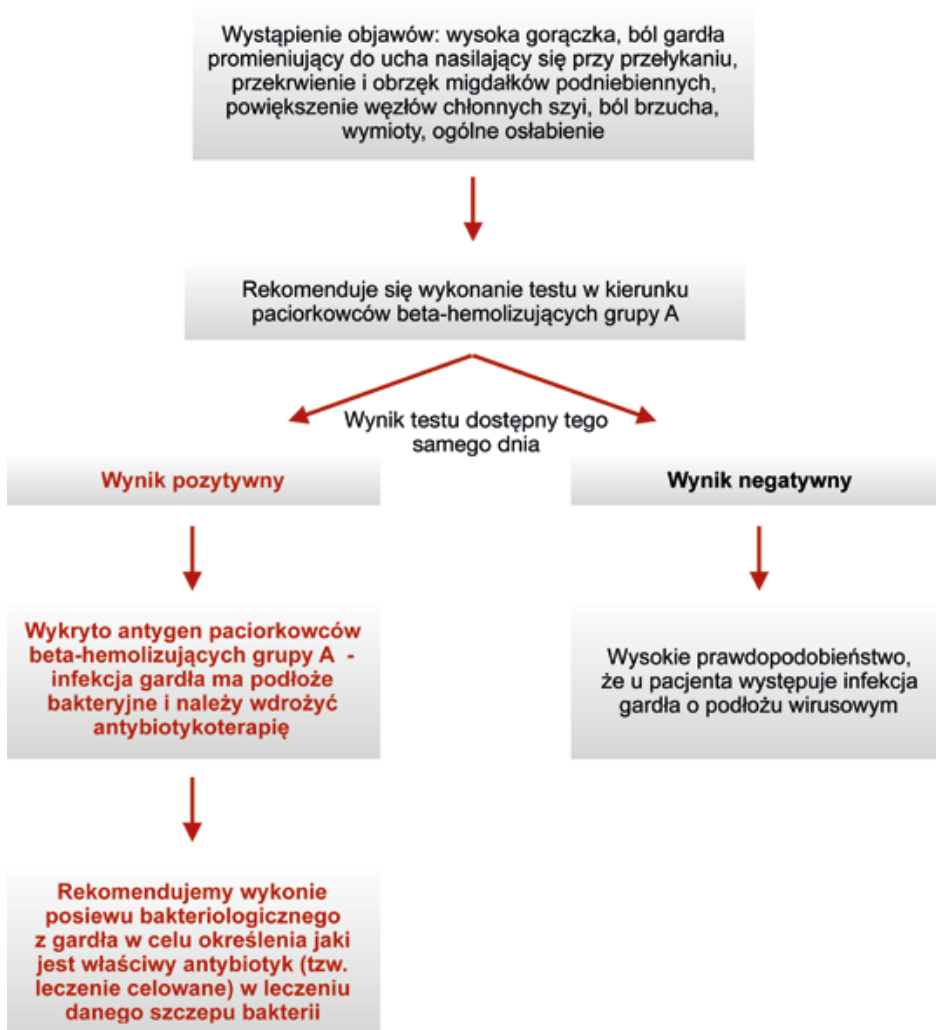 Wystąpienie objawów: wysoka gorączka, ból gardła
promieniujący do ucha nasilający się przy przełykaniu,
przekrwienie i obrzęk migdałków podniebiennych,
powiększenie węzłów chłonnych szyi, ból brzucha,
wymioty, ogólne osłabienie
Rekomenduje się wykonanie testu w kierunku
paciorkowców beta-hemolizujących grupy A
Wynik testu dostępny tego
samego dnia
Wynik pozytywny
Wynik negatywny
Wykryto antygen paciorkowców
beta-hemolizujących grupy A -
infekcja gardła ma podłoże
bakteryjne i należy wdrożyć
antybiotykoterapię
Wysokie prawdopodobieństwo,
że u pacjenta występuje infekcja
gardła o podłożu wirusowym
Rekomendujemy wykonie
posiewu bakteriologicznego
z gardła w celu określenia jaki
jest właściwy antybiotyk (tzw.
leczenie celowane) w leczeniu
danego szczepu bakterii